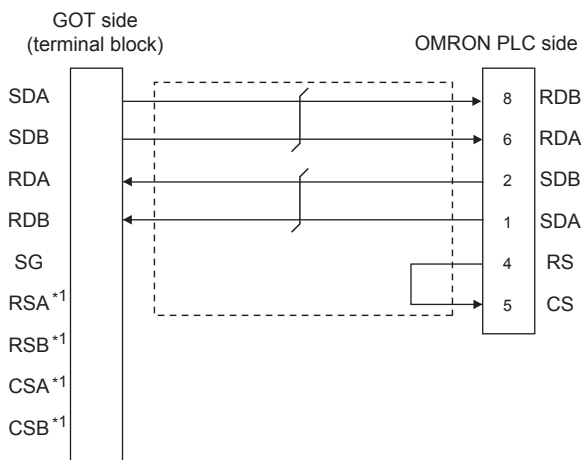 GOT side
(terminal block)
OMRON PLC side
SDA 8 RDB
SDB 6 RDA
RDA 2 SDB
RDB 1 SDA
SG 4 RS
RSA*1 5 CS
RSB*1
CSA*1
CSB*1